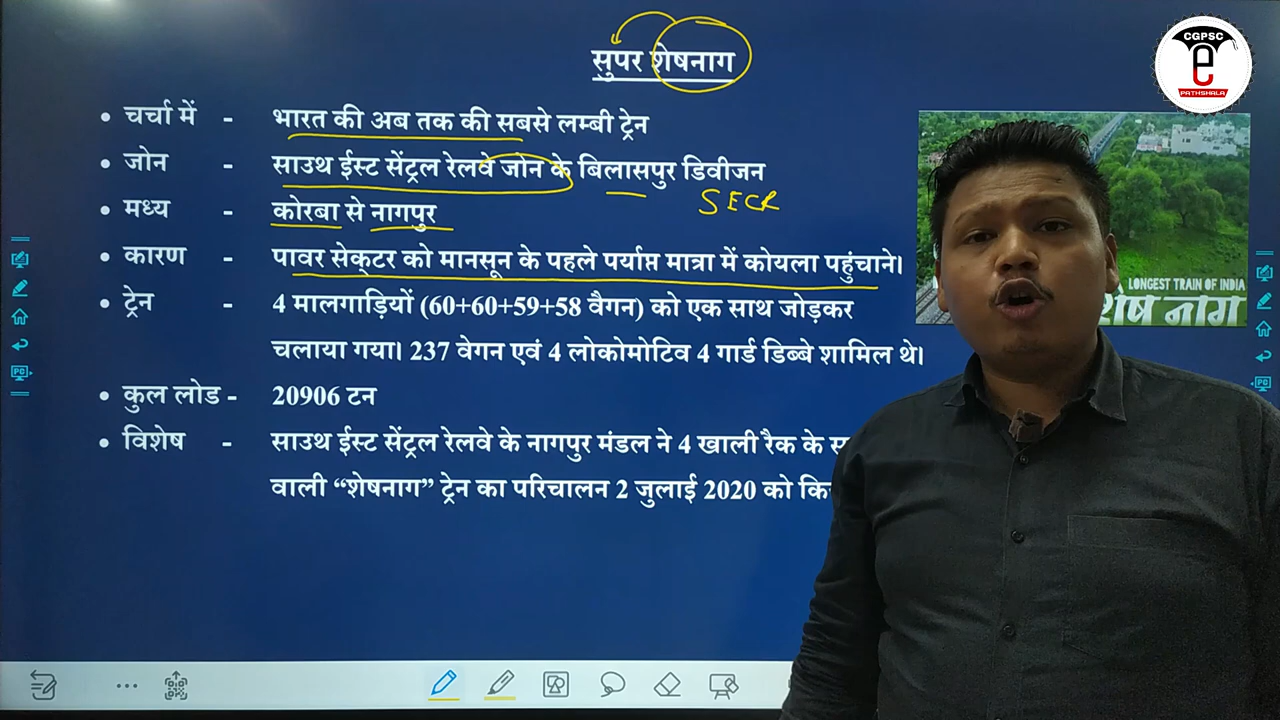 CGPSC
e
PATHSHALA
सुपर शेषनाग
• चर्चा में - भारत की अब तक की सबसे लम्बी ट्रेन
• जोन - साउथ ईस्ट सेंट्रल रेलवे जोन के बिलासपुर डिवीजन
SECR
• मध्य - कोरबा से नागपुर
• कारण - पावर सेक्टर को मानसून के पहले पर्याप्त मात्रा में कोयला पहुंचाने।
• ट्रेन - 4 मालगाड़ियों (60+60+59+58 वैगन) को एक साथ जोड़कर
चलाया गया। 237 वेगन एवं 4 लोकोमोटिव 4 गार्ड डिब्बे शामिल थे।
• कुल लोड - 20906 टन
• विशेष - साउथ ईस्ट सेंट्रल रेलवे के नागपुर मंडल ने 4 खाली रैक के
वाली “शेषनाग” ट्रेन का परिचालन 2 जुलाई 2020 को
LONGEST TRAIN OF INDIA
शेष नाग
PC
PC